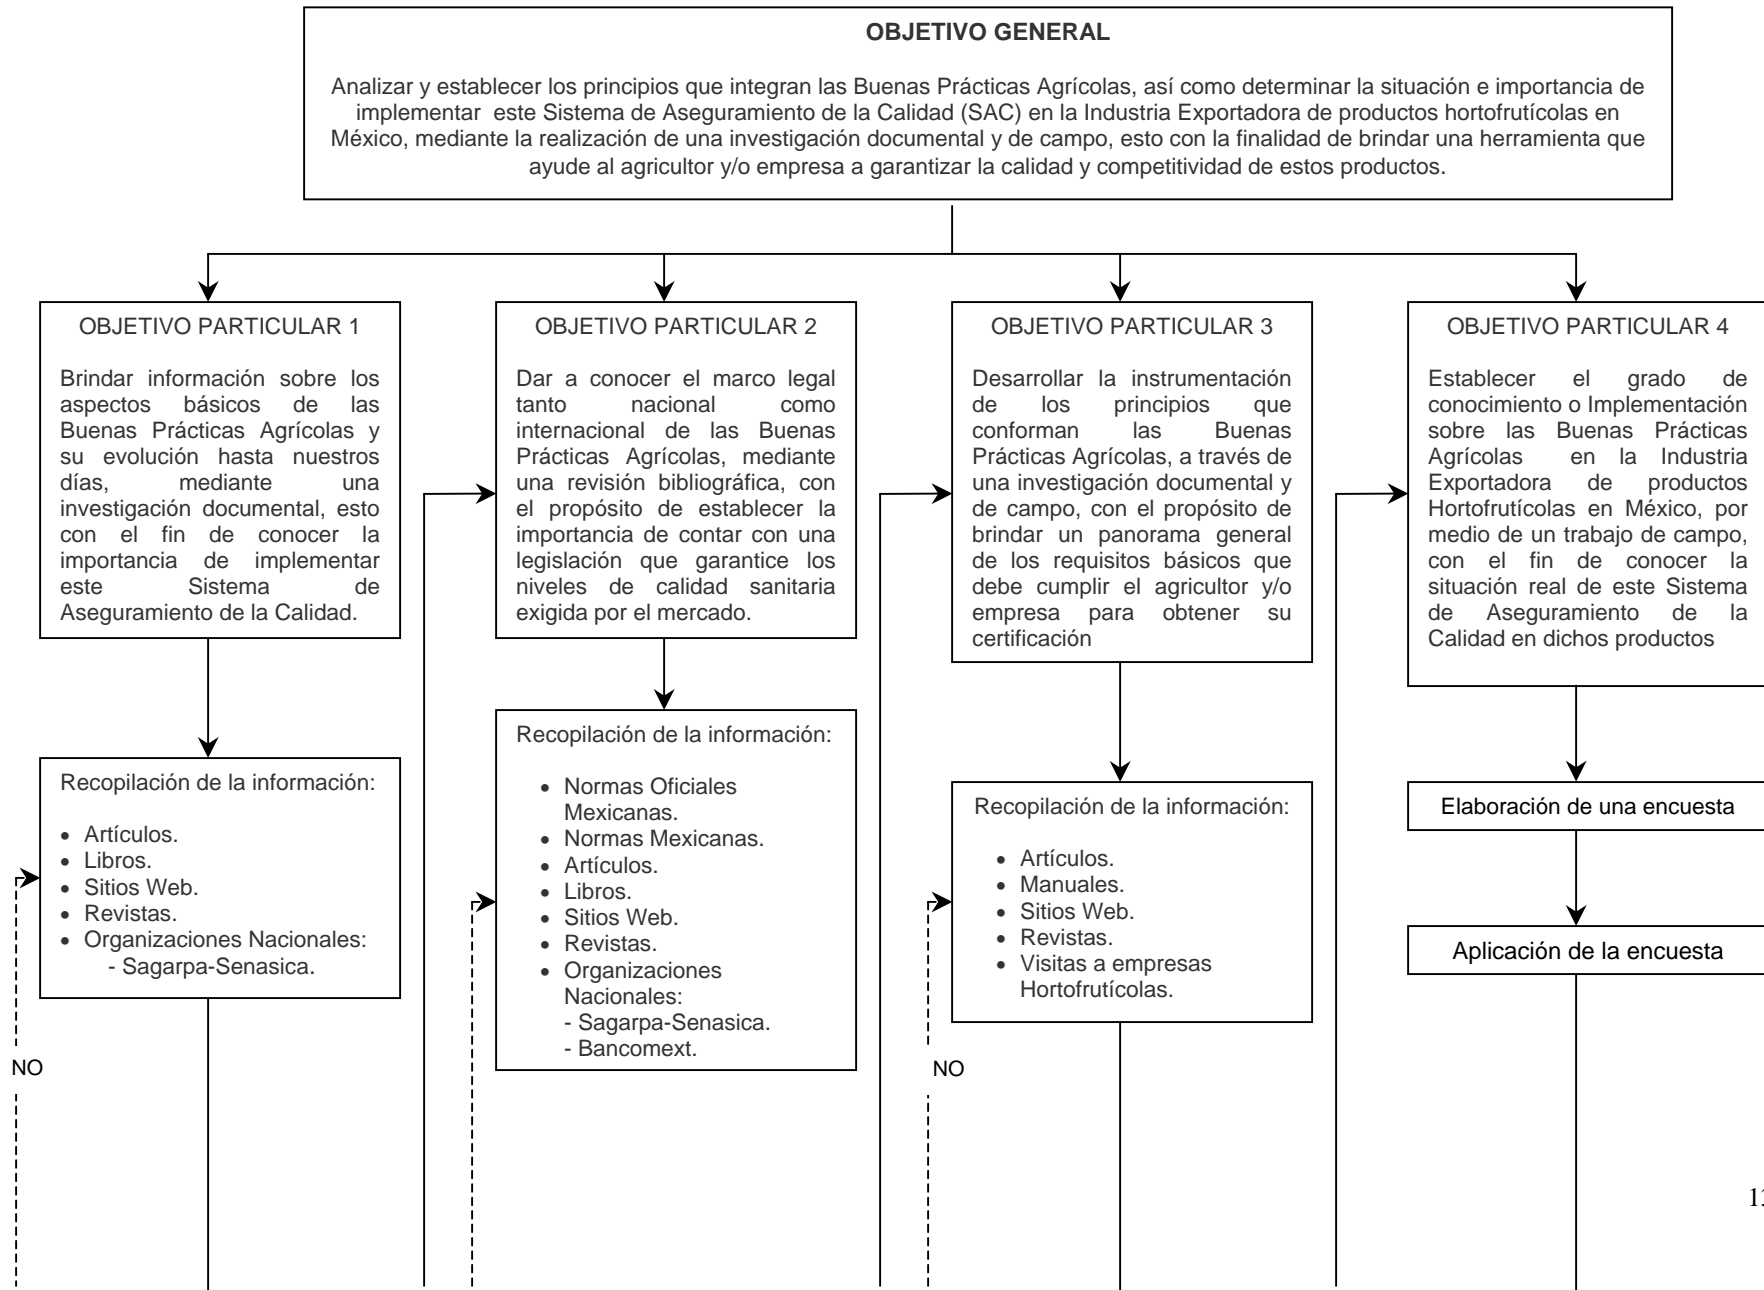 OBJETIVO GENERAL
Analizar y establecer los principios que integran las Buenas Prácticas Agrícolas, así como determinar la situación e importancia de
implementar este Sistema de Aseguramiento de la Calidad (SAC) en la Industria Exportadora de productos hortofrutícolas en
México, mediante la realización de una investigación documental y de campo, esto con la finalidad de brindar una herramienta que
ayude al agricultor y/o empresa a garantizar la calidad y competitividad de estos productos.
OBJETIVO PARTICULAR 1
Brindar información sobre los
aspectos básicos de las
Buenas Prácticas Agrícolas y
su evolución hasta nuestros
días, mediante una
investigación documental, esto
con el fin de conocer la
importancia de implementar
este Sistema de
Aseguramiento de la Calidad.
OBJETIVO PARTICULAR 2
Dar a conocer el marco legal
tanto nacional como
internacional de las Buenas
Prácticas Agrícolas, mediante
una revisión bibliográfica, con
el propósito de establecer la
importancia de contar con una
legislación que garantice los
niveles de calidad sanitaria
exigida por el mercado.
OBJETIVO PARTICULAR 3
Desarrollar la instrumentación
de los principios que
conforman las Buenas
Prácticas Agrícolas, a través de
una investigación documental y
de campo, con el propósito de
brindar un panorama general
de los requisitos básicos que
debe cumplir el agricultor y/o
empresa para obtener su
certificación
OBJETIVO PARTICULAR 4
Establecer el grado de
conocimiento o Implementación
sobre las Buenas Prácticas
Agrícolas en la Industria
Exportadora de productos
Hortofrutícolas en México, por
medio de un trabajo de campo,
con el fin de conocer la
situación real de este Sistema
de Aseguramiento de la
Calidad en dichos productos
Recopilación de la información:
• Artículos.
• Libros.
• Sitios Web.
• Revistas.
• Organizaciones Nacionales:
- Sagarpa-Senasica.
Recopilación de la información:
• Normas Oficiales
Mexicanas.
• Normas Mexicanas.
• Artículos.
• Libros.
• Sitios Web.
• Revistas.
• Organizaciones
Nacionales:
- Sagarpa-Senasica.
- Bancomext.
Recopilación de la información:
• Artículos.
• Manuales.
• Sitios Web.
• Revistas.
• Visitas a empresas
Hortofrutícolas.
Elaboración de una encuesta
Aplicación de la encuesta
NO
NO